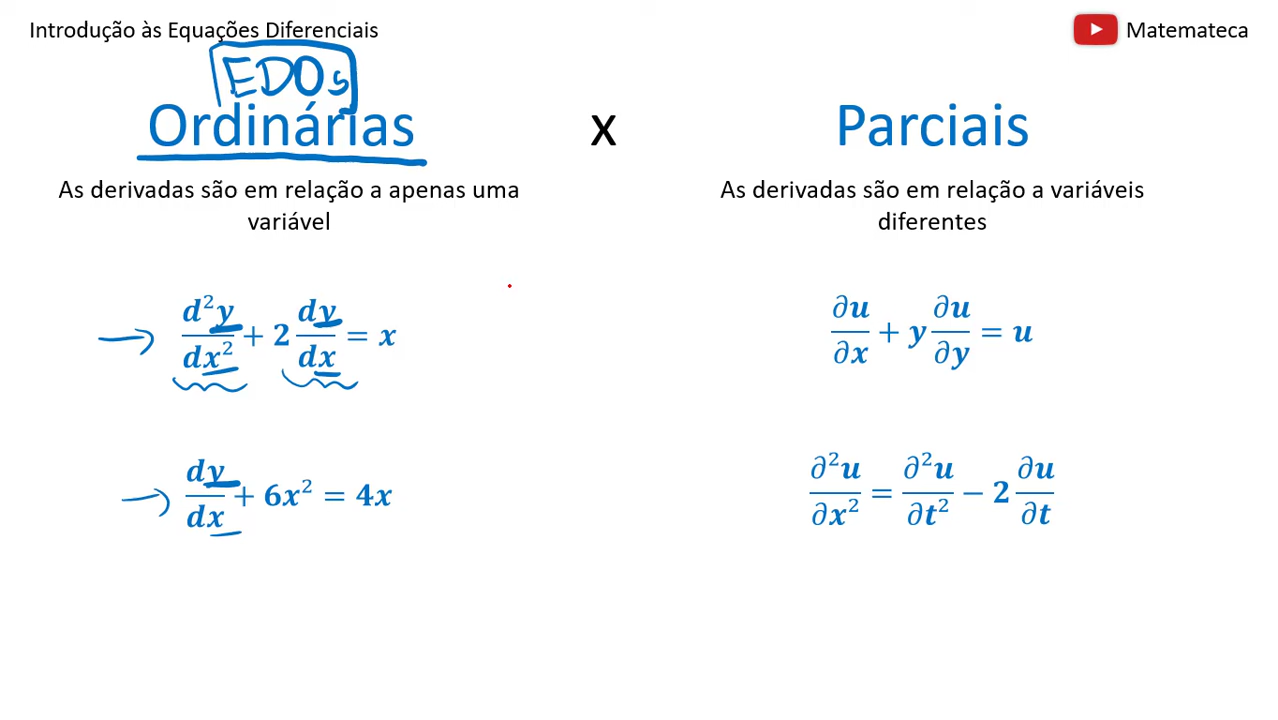 Introdução às Equações Diferenciais
Matemateca
EDOs
Ordinárias x Parciais
As derivadas são em relação a apenas uma
variável
As derivadas são em relação a variáveis
diferentes
d²y/dx² + 2 dy/dx = x
∂u/∂x + y ∂u/∂y = u
dy/dx + 6x² = 4x
∂²u/∂x² = ∂²u/∂t² − 2 ∂u/∂t